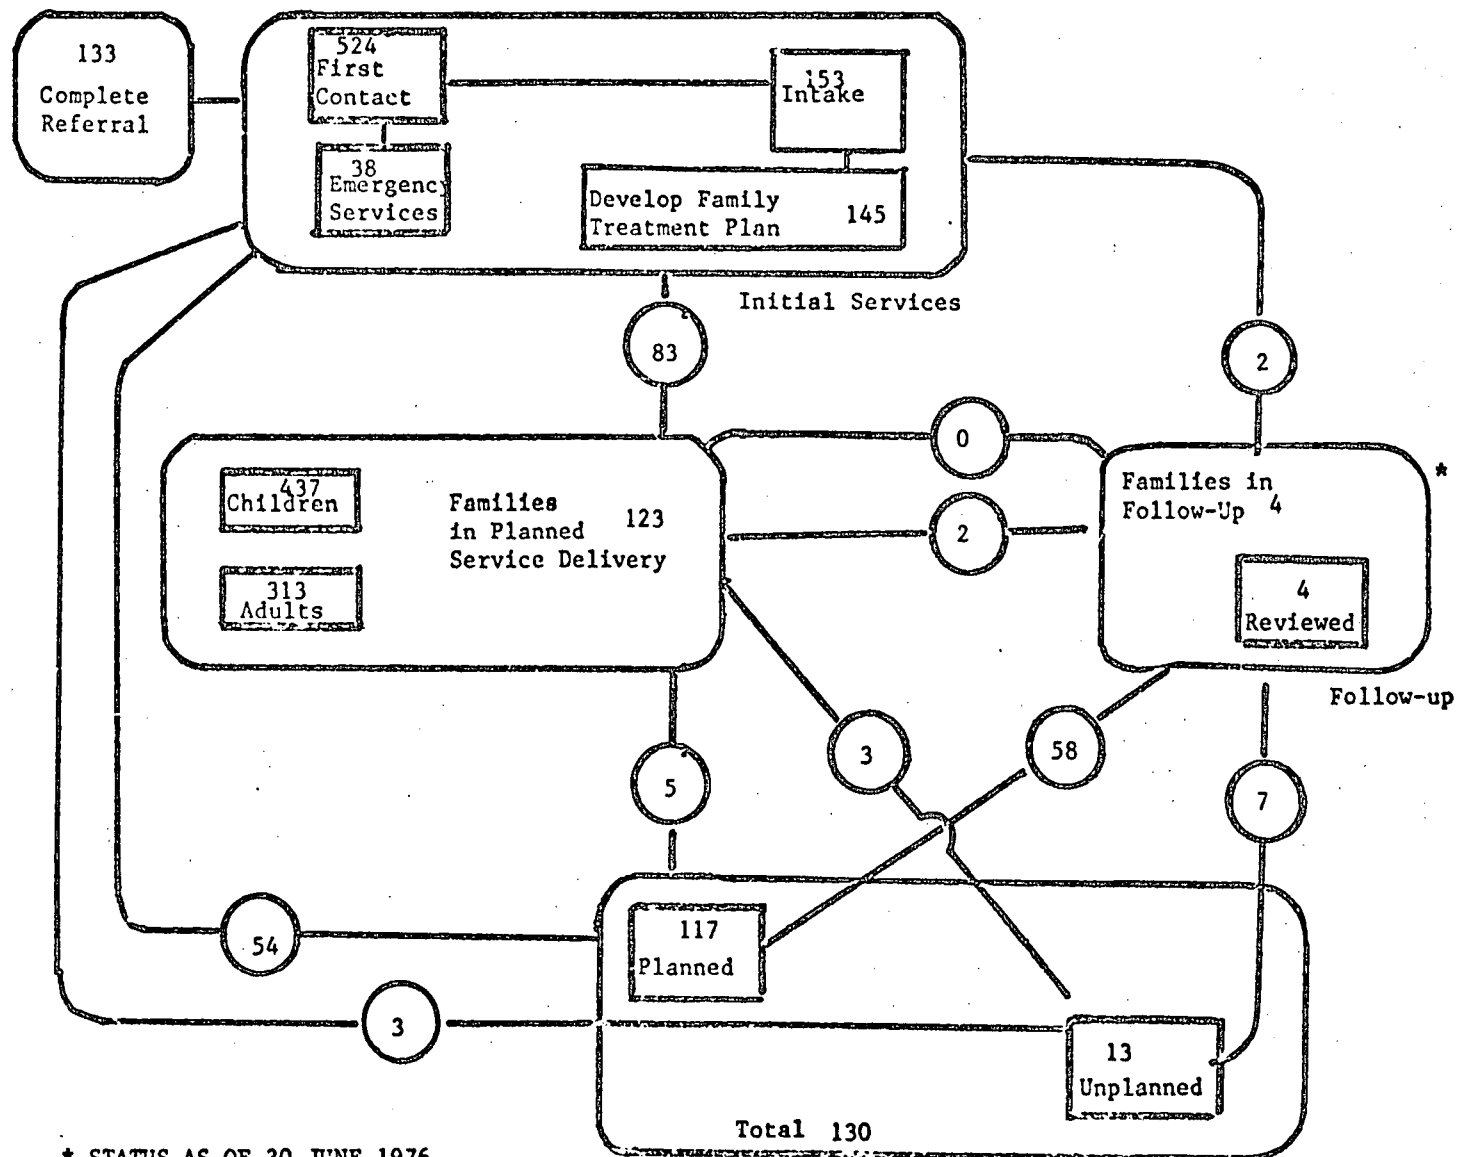 133
Complete
Referral
524
First
Contact
153
Intake
38
Emergency
Services
Develop Family
Treatment Plan 145
Initial Services
83
2
0
2
437
Children
313
Adults
Families
in Planned 123
Service Delivery
Families in
Follow-Up 4
*
4
Reviewed
Follow-up
3
58
5
7
54
3
117
Planned
13
Unplanned
Total 130
* STATUS AS OF 30 JUNE 1976